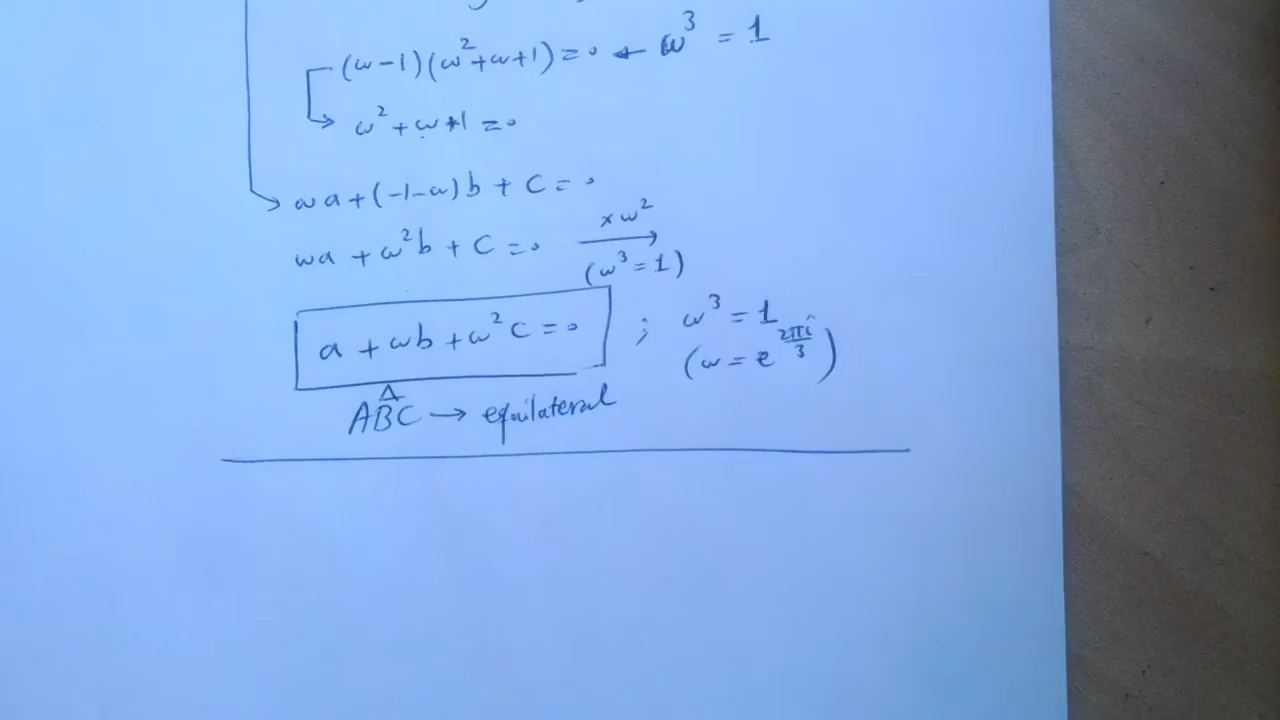 (ω-1)(ω²+ω+1)=0 ← ω³ = 1
ω²+ω+1=0
ωa+(-1-ω)b+C=0
ωa+ω²b+C=0 ×ω² → (ω³=1)
a+ωb+ω²C=0 ; ω³=1
(ω=e^(2πi/3))
ABC → equilateral